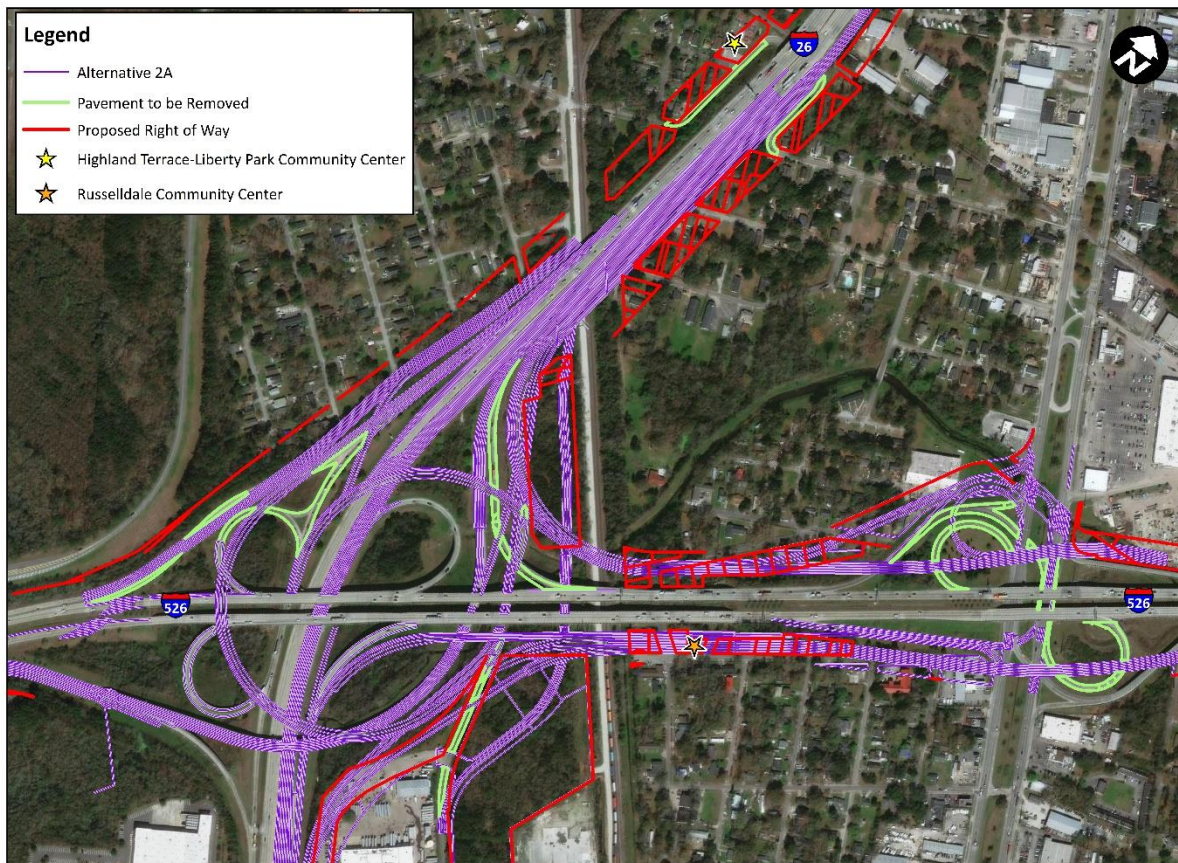 Legend
Alternative 2A
Pavement to be Removed
Proposed Right of Way
Highland Terrace-Liberty Park Community Center
Russelldale Community Center
26
N
526
526